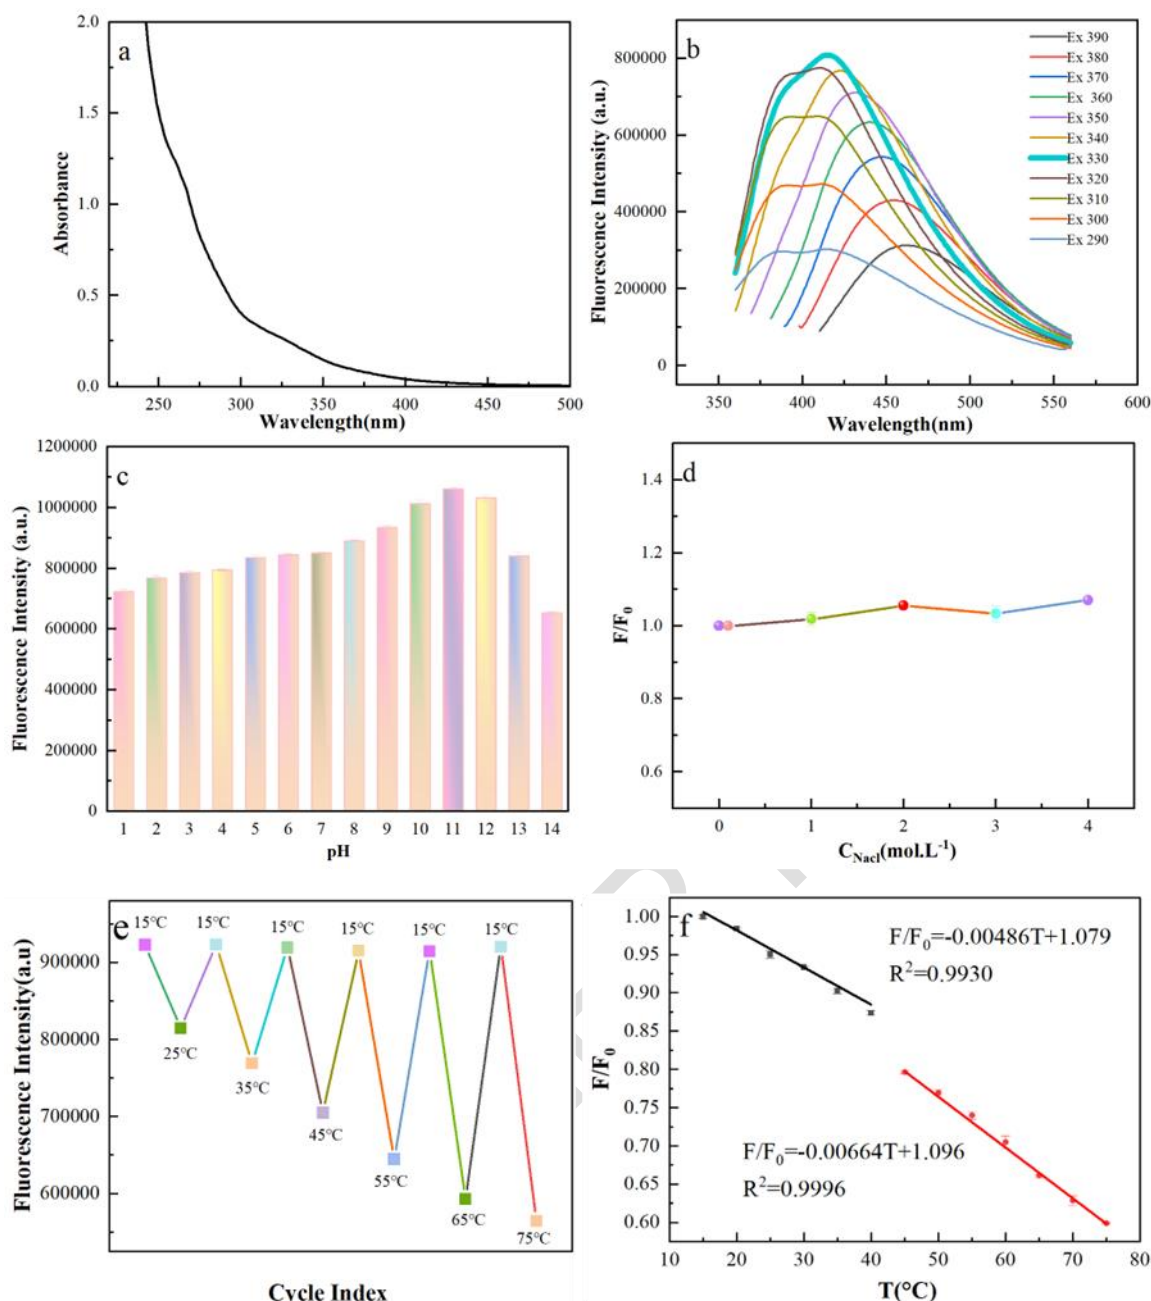 a
2.0
1.5
1.0
0.5
0.0
Absorbance
250 300 350 400 450 500
Wavelength(nm)
b
800000
600000
400000
200000
0
Fluorescence Intensity (a.u.)
Ex 390
Ex 380
Ex 370
Ex 360
Ex 350
Ex 340
Ex 330
Ex 320
Ex 310
Ex 300
Ex 290
350 400 450 500 550 600
Wavelength(nm)
c
1200000
1000000
800000
600000
400000
200000
0
Fluorescence Intensity (a.u.)
1 2 3 4 5 6 7 8 9 10 11 12 13 14
pH
d
1.4
1.2
1.0
0.8
0.6
F/F₀
0 1 2 3 4
C_Nacl(mol.L⁻¹)
e
15°C 15°C 15°C 15°C 15°C 15°C
900000
800000
700000
600000
Fluorescence Intensity(a.u)
25°C
35°C
45°C
55°C
65°C
75°C
Cycle Index
f
1.00
0.95
0.90
0.85
0.80
0.75
0.70
0.65
0.60
F/F₀
F/F₀=-0.00486T+1.079
R²=0.9930
F/F₀=-0.00664T+1.096
R²=0.9996
10 20 30 40 50 60 70 80
T(°C)